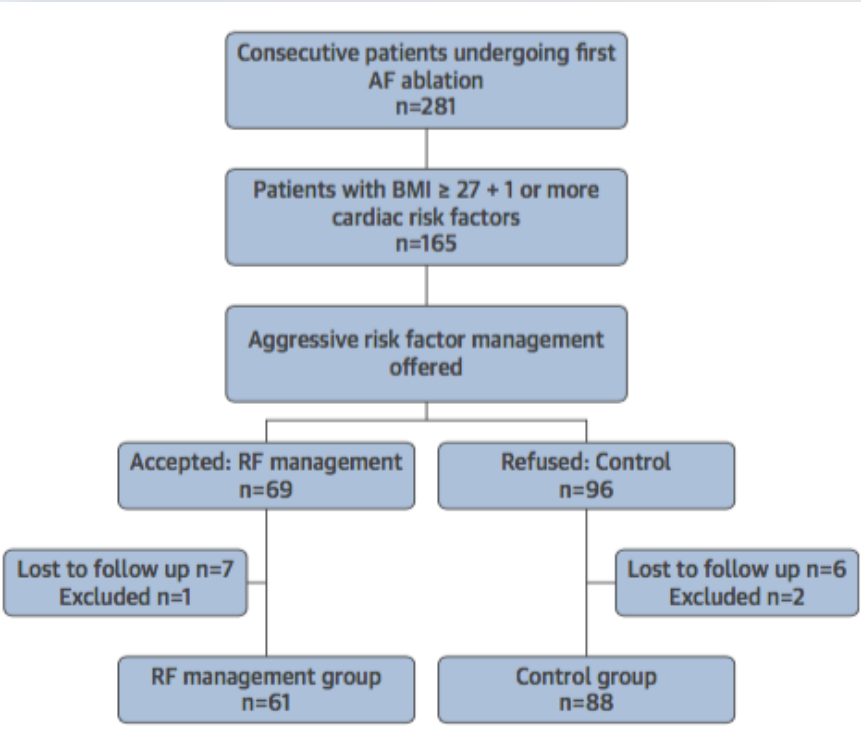 Consecutive patients undergoing first
AF ablation
n=281
Patients with BMI ≥ 27 + 1 or more
cardiac risk factors
n=165
Aggressive risk factor management
offered
Accepted: RF management
n=69
Refused: Control
n=96
Lost to follow up n=7
Excluded n=1
Lost to follow up n=6
Excluded n=2
RF management group
n=61
Control group
n=88